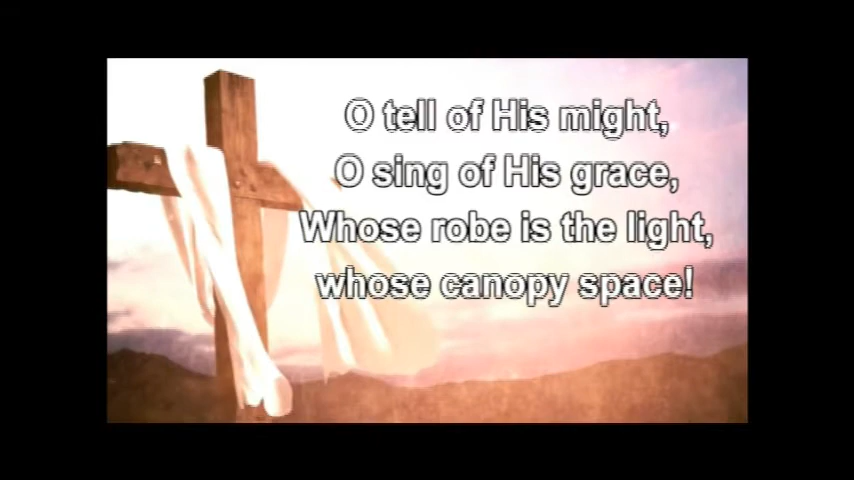 O tell of His might,
O sing of His grace,
Whose robe is the light,
whose canopy space!